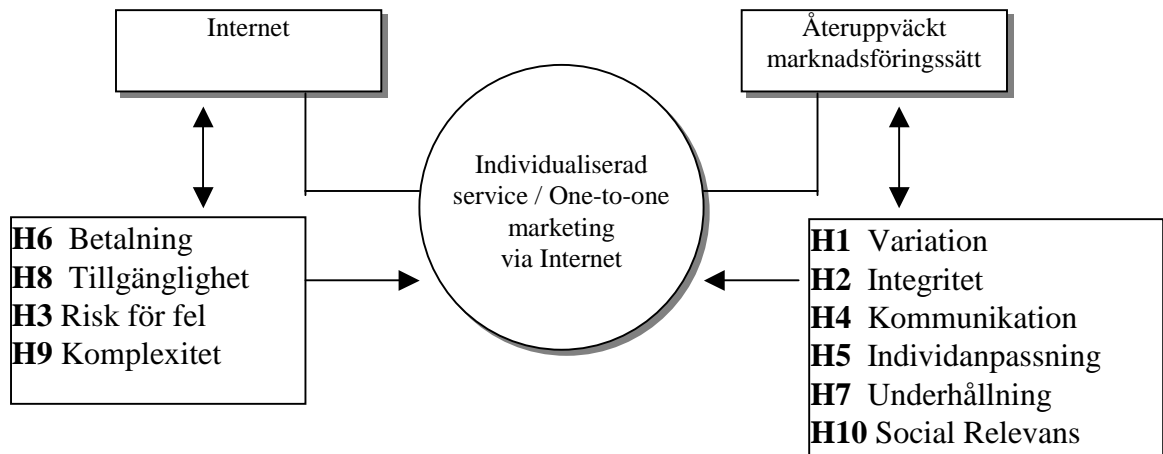 Internet
Återuppväckt
marknadsföringssätt
Individualiserad
service / One-to-one
marketing
via Internet
H6 Betalning
H8 Tillgänglighet
H3 Risk för fel
H9 Komplexitet
H1 Variation
H2 Integritet
H4 Kommunikation
H5 Individanpassning
H7 Underhållning
H10 Social Relevans